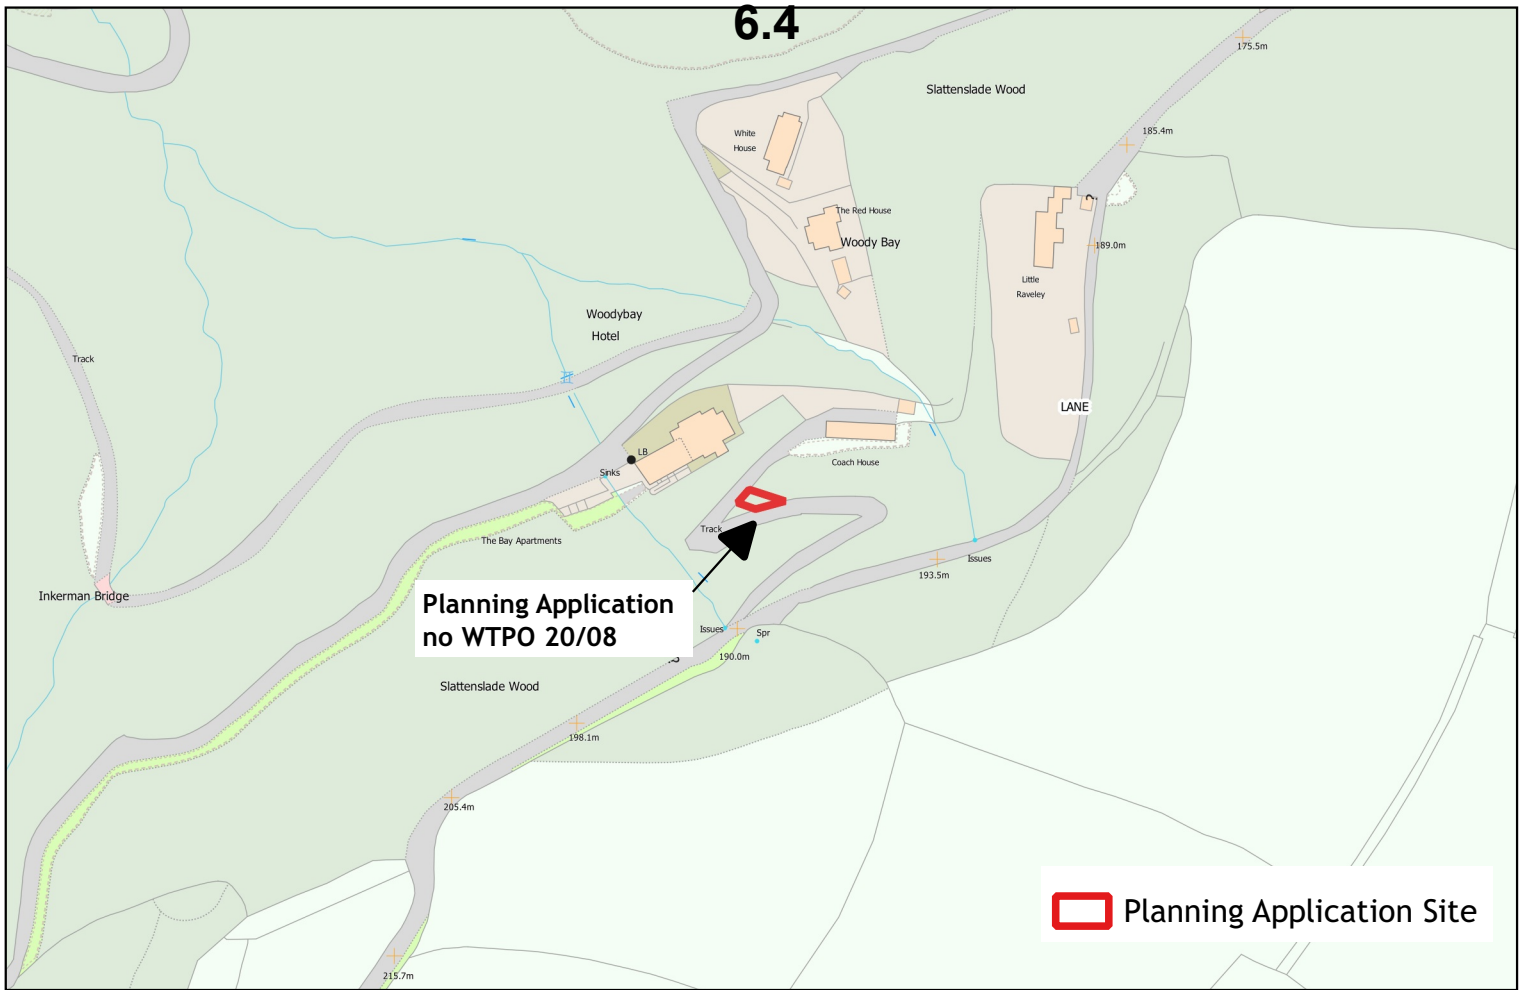 6.4
175.5m
Slattenslade Wood
185.4m
White
House
The Red House
Woody Bay
189.0m
Little
Raveley
Woodybay
Hotel
Track
LANE
LB
Sinks
Coach House
Track
The Bay Apartments
Issues
193.5m
Inkerman Bridge
Planning Application
no WTPO 20/08
Issues
Spr
190.0m
Slattenslade Wood
198.1m
205.4m
Planning Application Site
215.7m